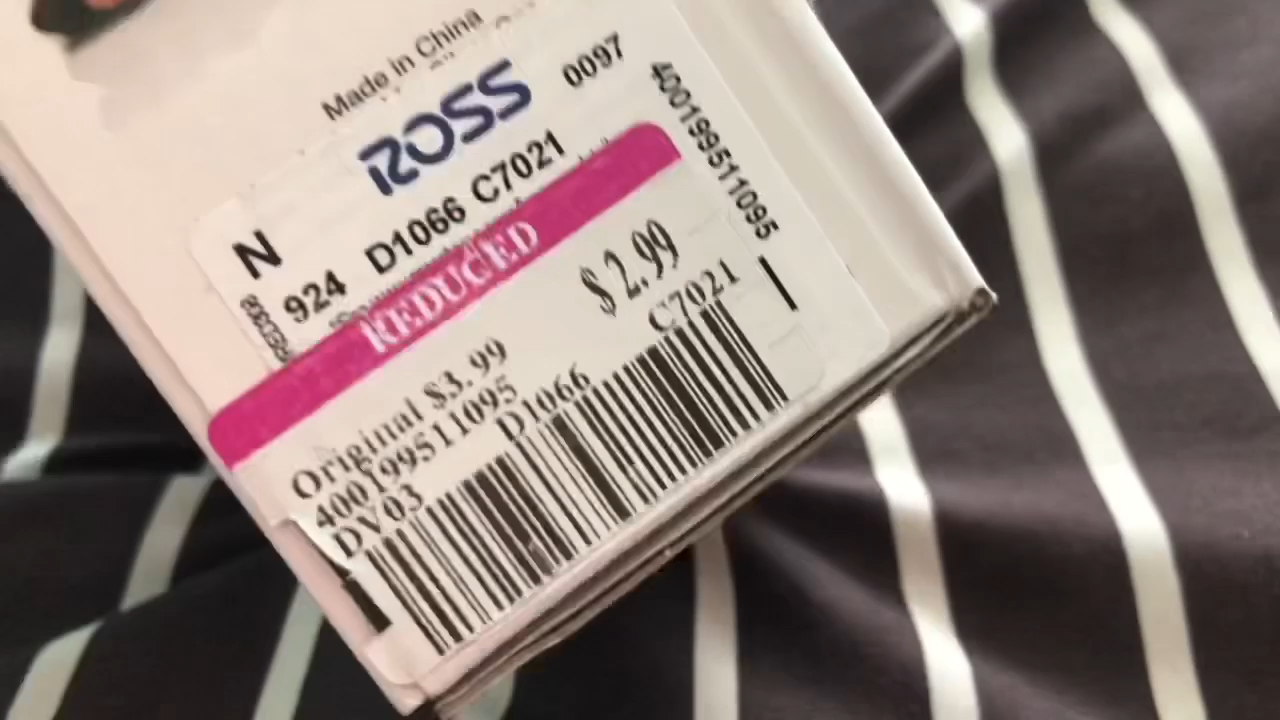 Made in China
ROSS
0097
400199511095
N
924 D1066 C7021
REDUCED
$2.99
Original $3.99
400199511095
DV03 D1066 C7021